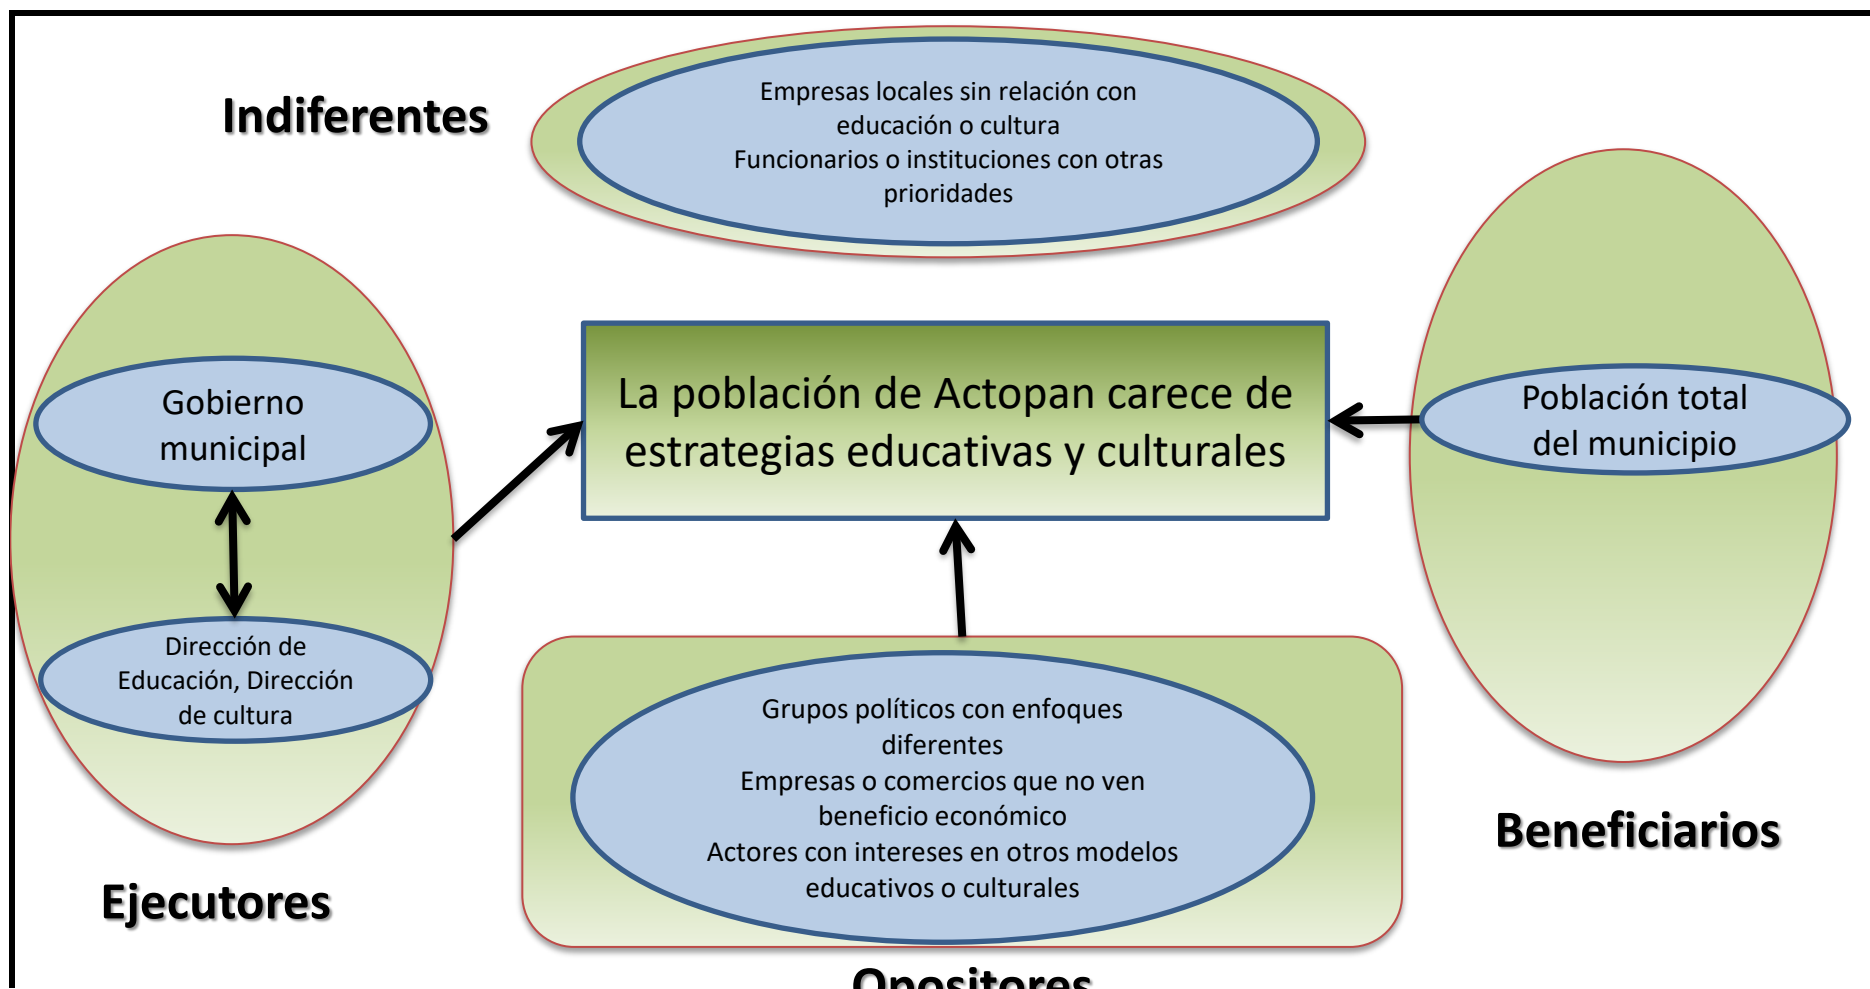 Indiferentes
Empresas locales sin relación con
educación o cultura
Funcionarios o instituciones con otras
prioridades
Gobierno
municipal
Dirección de
Educación, Dirección
de cultura
Ejecutores
La población de Actopan carece de
estrategias educativas y culturales
Población total
del municipio
Beneficiarios
Grupos políticos con enfoques
diferentes
Empresas o comercios que no ven
beneficio económico
Actores con intereses en otros modelos
educativos o culturales
Opositores